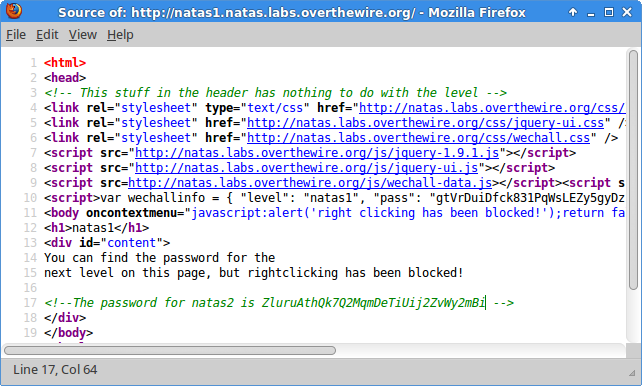 Source of: http://natas1.natas.labs.overthewire.org/ - Mozilla Firefox
File Edit View Help
1 <html>
2 <head>
3 <!-- This stuff in the header has nothing to do with the level -->
4 <link rel="stylesheet" type="text/css" href="http://natas.labs.overthewire.org/css/
5 <link rel="stylesheet" href="http://natas.labs.overthewire.org/css/jquery-ui.css" /
6 <link rel="stylesheet" href="http://natas.labs.overthewire.org/css/wechall.css" />
7 <script src="http://natas.labs.overthewire.org/js/jquery-1.9.1.js"></script>
8 <script src="http://natas.labs.overthewire.org/js/jquery-ui.js"></script>
9 <script src=http://natas.labs.overthewire.org/js/wechall-data.js></script><script s
10 <script>var wechallinfo = { "level": "natas1", "pass": "gtVrDuiDfck831PqWsLEZy5gyDz
11 <body oncontextmenu="javascript:alert('right clicking has been blocked!');return fa
12 <h1>natas1</h1>
13 <div id="content">
14 You can find the password for the
15 next level on this page, but rightclicking has been blocked!
16
17 <!--The password for natas2 is ZluruAthQk7Q2MqmDeTiUij2ZvWy2mBi -->
18 </div>
19 </body>
Line 17, Col 64